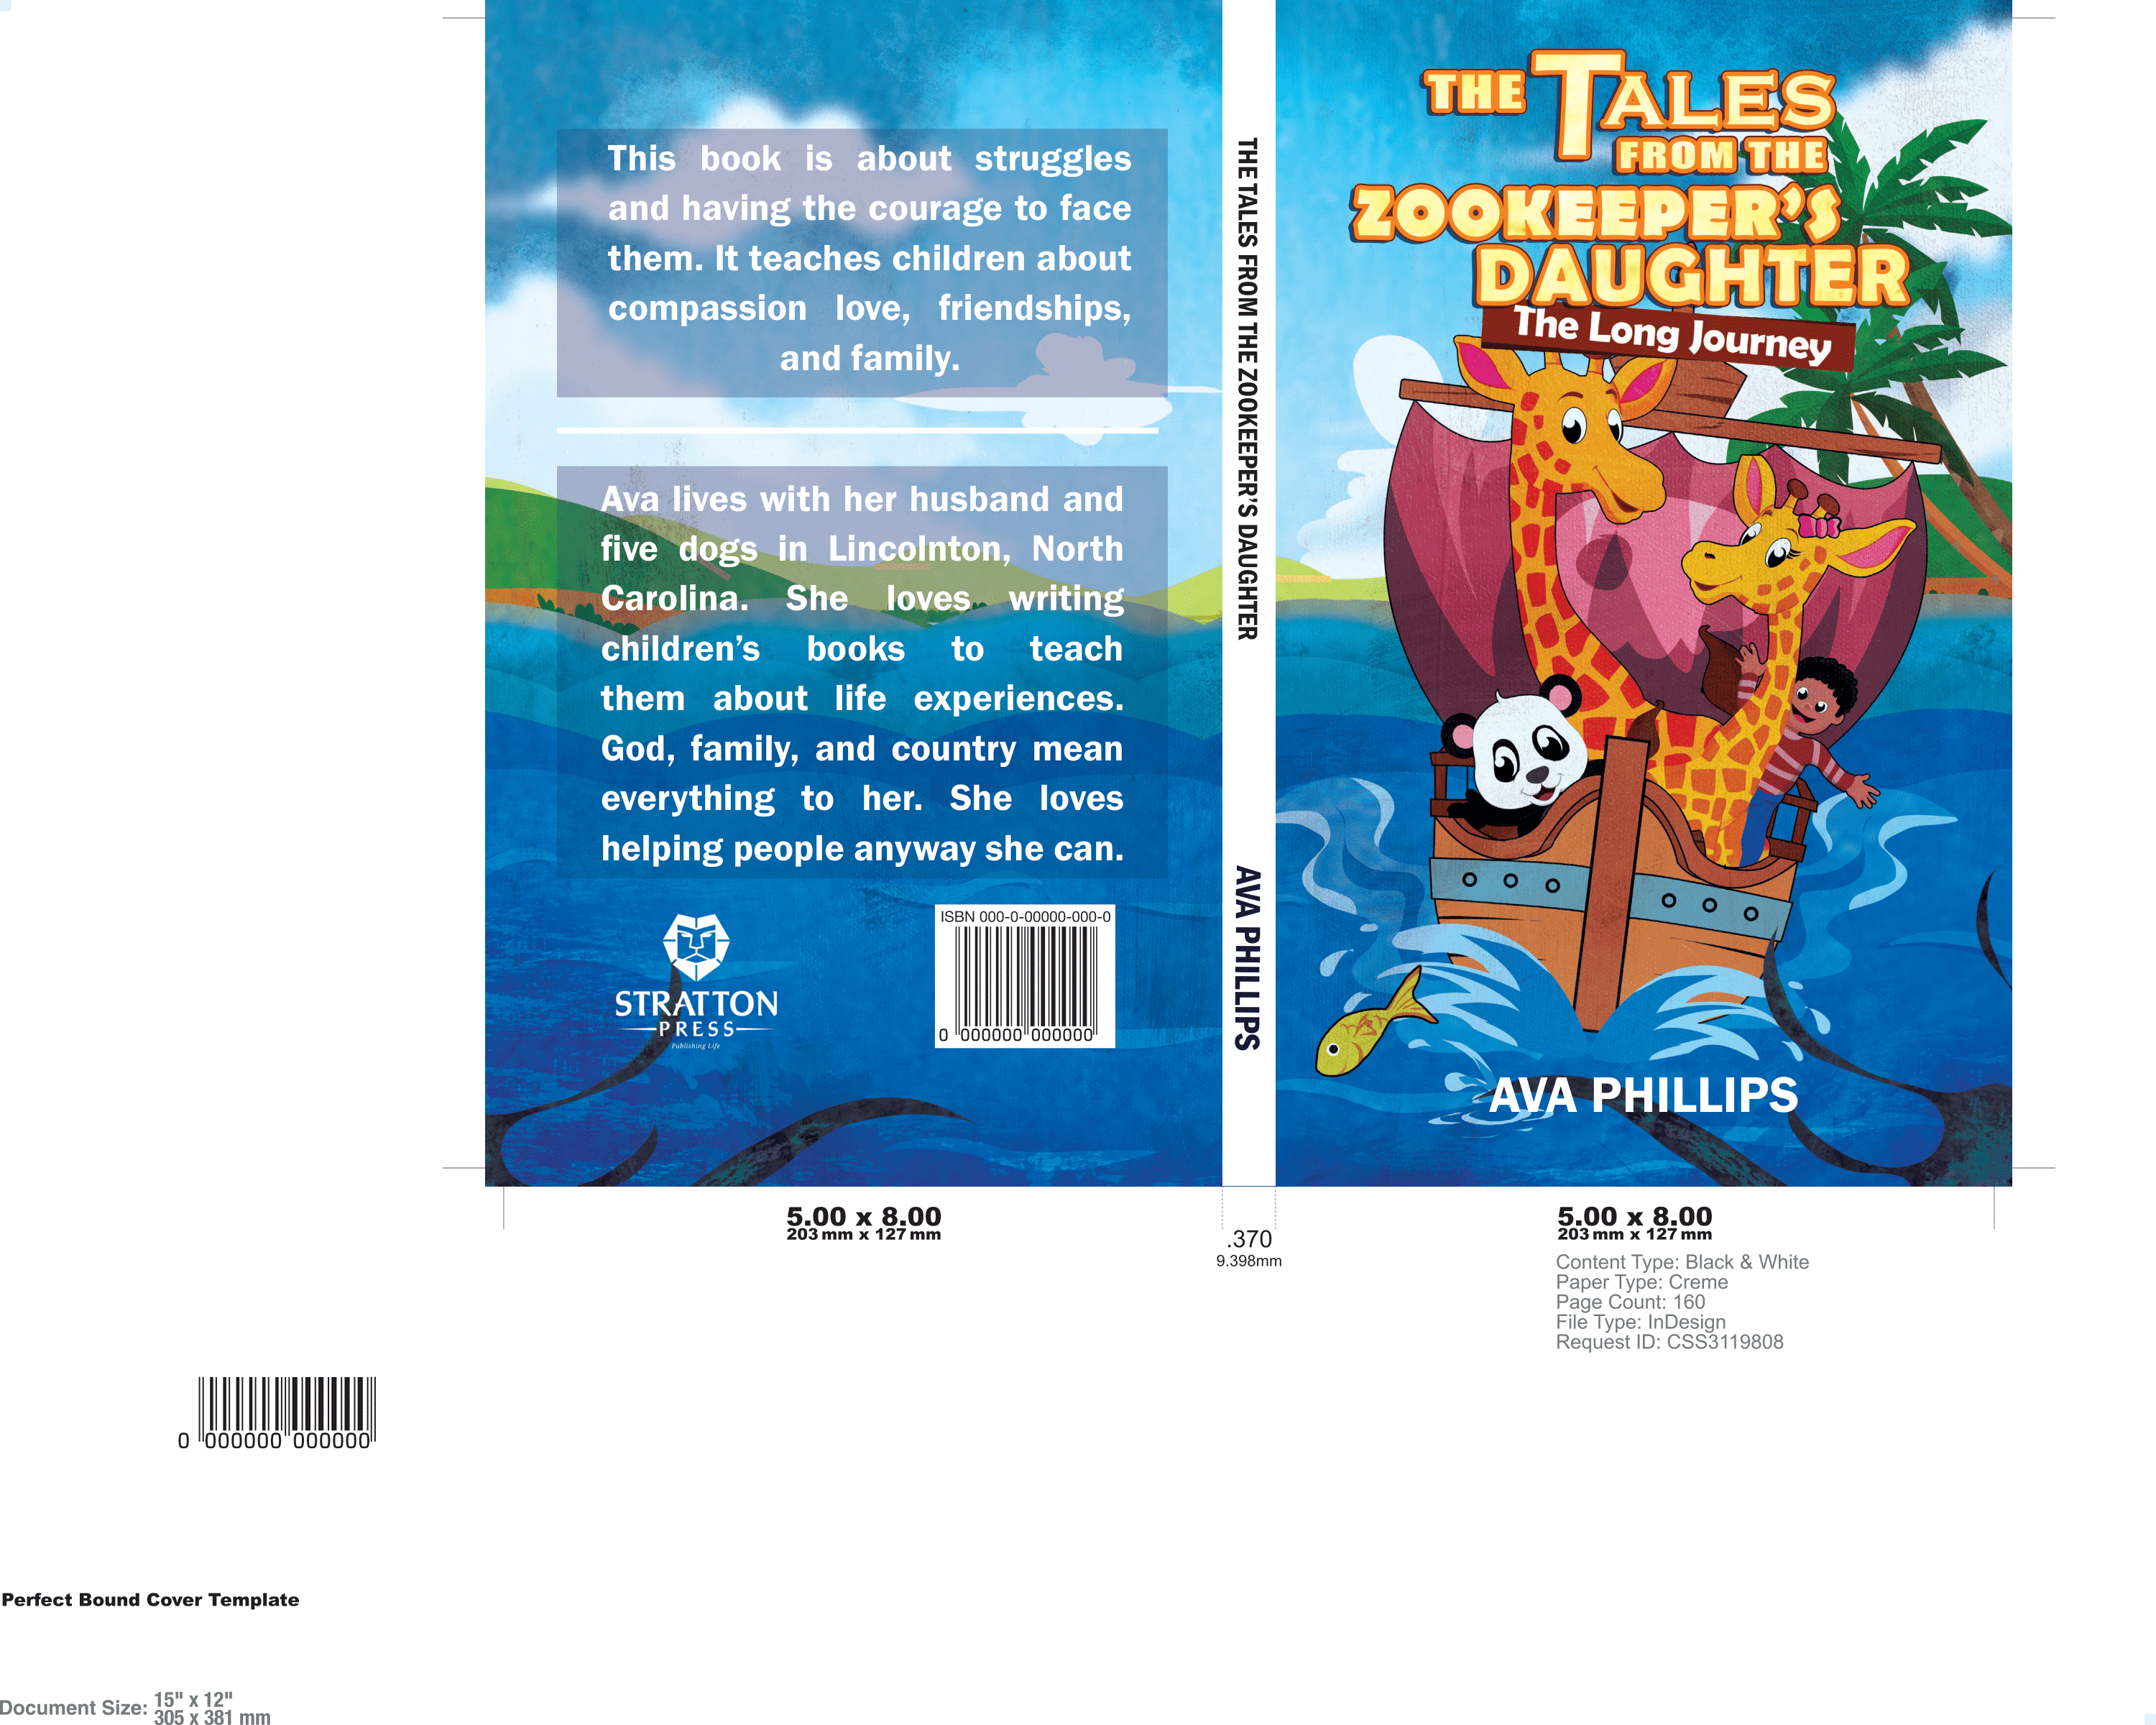 This book is about struggles
and having the courage to face
them. It teaches children about
compassion love, friendships,
and family.
Ava lives with her husband and
five dogs in Lincolnton, North
Carolina. She loves writing
children’s books to teach
them about life experiences.
God, family, and country mean
everything to her. She loves
helping people anyway she can.
STRATTON
PRESS
Publishing Life
ISBN 000-0-00000-000-0
0 000000 000000
THE TALES FROM THE ZOOKEEPER’S DAUGHTER
AVA PHILLIPS
THE TALES
FROM THE
ZOOKEEPER’S
DAUGHTER
The Long Journey
AVA PHILLIPS
5.00 x 8.00
203 mm x 127 mm
.370
9.398mm
5.00 x 8.00
203 mm x 127 mm
Content Type: Black & White
Paper Type: Creme
Page Count: 160
File Type: InDesign
Request ID: CSS3119808
0 000000 000000
Perfect Bound Cover Template
Document Size: 15" x 12"
305 x 381 mm